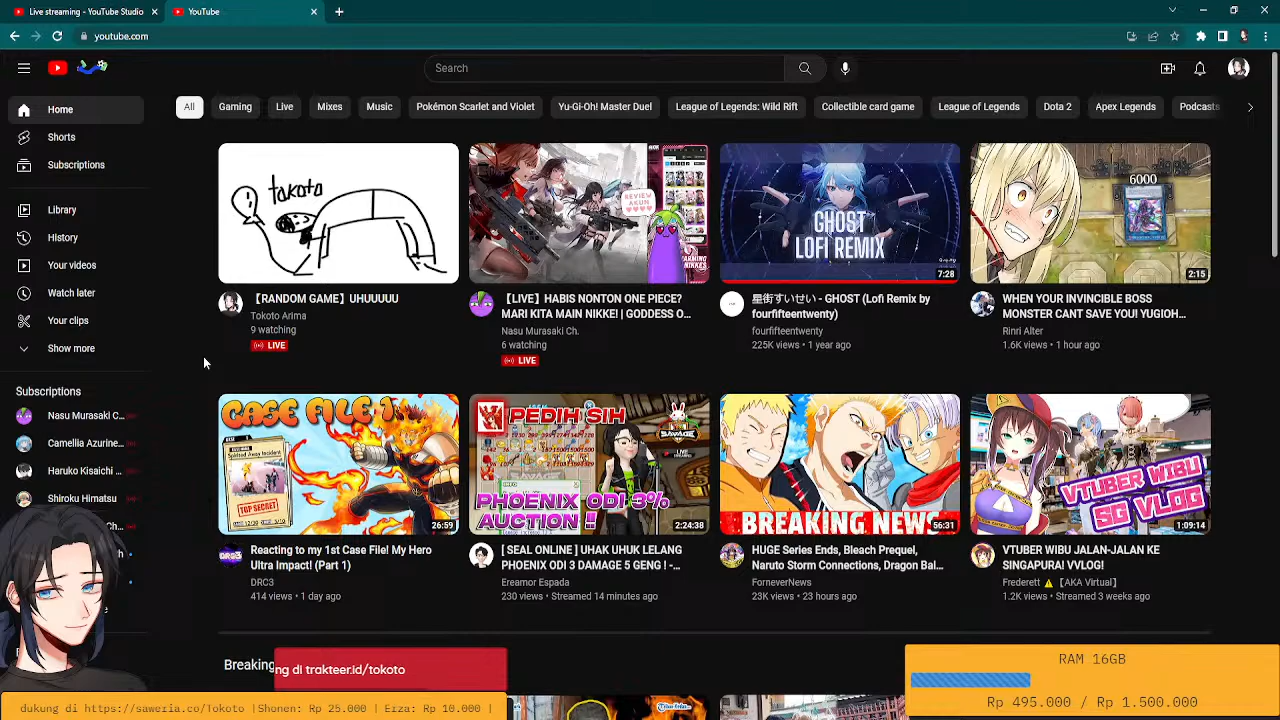 Live streaming - YouTube Studio
YouTube
youtube.com
Search
Home
Shorts
Subscriptions
Library
History
Your videos
Watch later
Your clips
Show more
Subscriptions
Nasu Murasaki C...
Camellia Azurine...
Haruko Kisaichi ...
Shiroku Himatsu
All
Gaming
Live
Mixes
Music
Pokémon Scarlet and Violet
Yu-Gi-Oh! Master Duel
League of Legends: Wild Rift
Collectible card game
League of Legends
Dota 2
Apex Legends
Podcasts
takoto
【RANDOM GAME】UHUUUUU
Tokoto Arima
9 watching
LIVE
REVIEW
AKUN
【LIVE】HABIS NONTON ONE PIECE?
MARI KITA MAIN NIKKE! | GODDESS O...
Nasu Murasaki Ch.
6 watching
LIVE
GHOST
LOFI REMIX
7:28
星街すいせい - GHOST (Lofi Remix by
fourfifteentwenty)
fourfifteentwenty
225K views • 1 year ago
6000
2:15
WHEN YOUR INVINCIBLE BOSS
MONSTER CANT SAVE YOU! YUGIOH...
Rinri Alter
1.6K views • 1 hour ago
CASE FILE 1
TOP SECRET
26:59
Reacting to my 1st Case File! My Hero
Ultra Impact! (Part 1)
DRC3
414 views • 1 day ago
PEDIH SIH
SAVAGE
PHOENIX ODI 3%
AUCTION !!
2:24:38
[ SEAL ONLINE ] UHAK UHUK LELANG
PHOENIX ODI 3 DAMAGE 5 GENG ! -...
Ereamor Espada
230 views • Streamed 14 minutes ago
BREAKING NEWS
56:31
HUGE Series Ends, Bleach Prequel,
Naruto Storm Connections, Dragon Bal...
ForneverNews
23K views • 23 hours ago
VTUBER WIBU
SG VLOG
1:09:14
VTUBER WIBU JALAN-JALAN KE
SINGAPURA! VVLOG!
Frederett ⚠️【AKA Virtual】
1.2K views • Streamed 3 weeks ago
Breaking
ng di trakteer.id/tokoto
dukung di https://saweria.co/Tokoto |Shonen: Rp 25.000 | Erza: Rp 10.000 |
RAM 16GB
Rp 495.000 / Rp 1.500.000